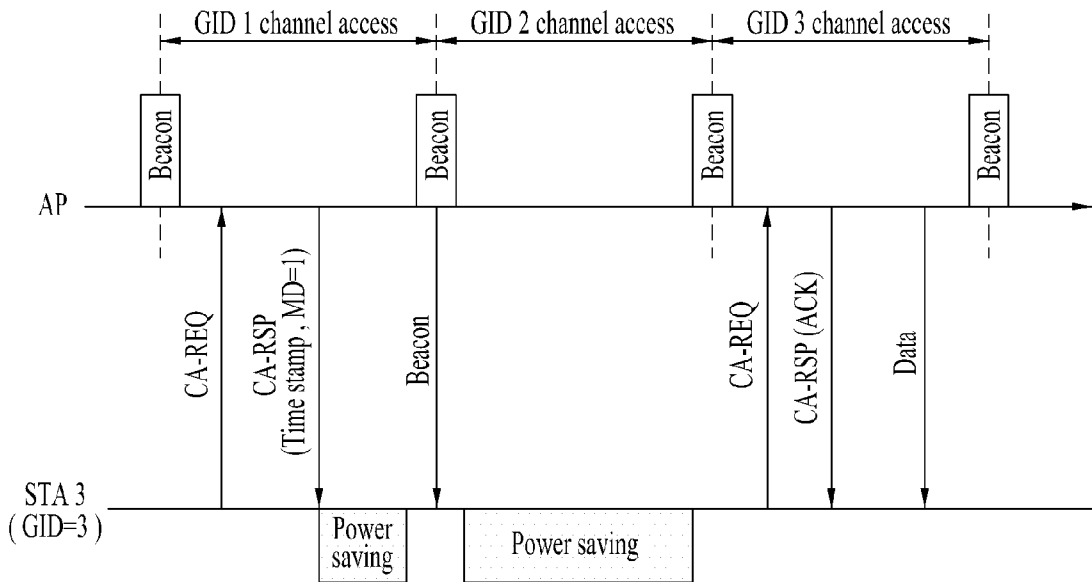 GID 1 channel access
GID 2 channel access
GID 3 channel access
Beacon
Beacon
Beacon
Beacon
AP
CA-REQ
CA-RSP
(Time stamp , MD=1)
Beacon
CA-REQ
CA-RSP (ACK)
Data
STA 3
( GID=3 )
Power
saving
Power saving